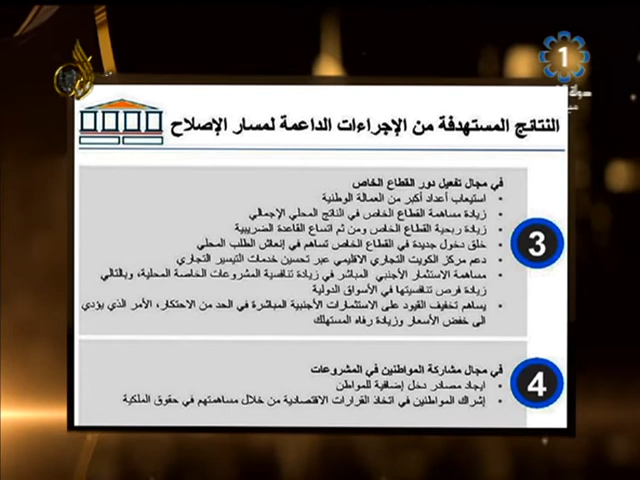 1
النتائج المستهدفة من الإجراءات الداعمة لمسار الإصلاح
3
في مجال تفعيل دور القطاع الخاص
• استيعاب أعداد أكبر من العمالة الوطنية
• زيادة مساهمة القطاع الخاص في الناتج المحلي الإجمالي
• زيادة ربحية القطاع الخاص ومن ثم اتساع القاعدة الضريبية
• خلق دخول جديدة في القطاع الخاص تساهم في إنعاش الطلب المحلي
• دعم مركز الكويت التجاري الاقليمي عبر تحسين خدمات التيسير التجاري
• مساهمة الاستثمار الأجنبي المباشر في زيادة تنافسية المشروعات الخاصة المحلية، وبالتالي
زيادة فرص تنافسيتها في الأسواق الدولية
• يساهم تخفيف القيود على الاستثمارات الأجنبية المباشرة في الحد من الاحتكار، الأمر الذي يؤدي
الى خفض الأسعار وزيادة رفاه المستهلك
4
في مجال مشاركة المواطنين في المشروعات
• ايجاد مصادر دخل إضافية للمواطن
• إشراك المواطنين في اتخاذ القرارات الاقتصادية من خلال مساهمتهم في حقوق الملكية